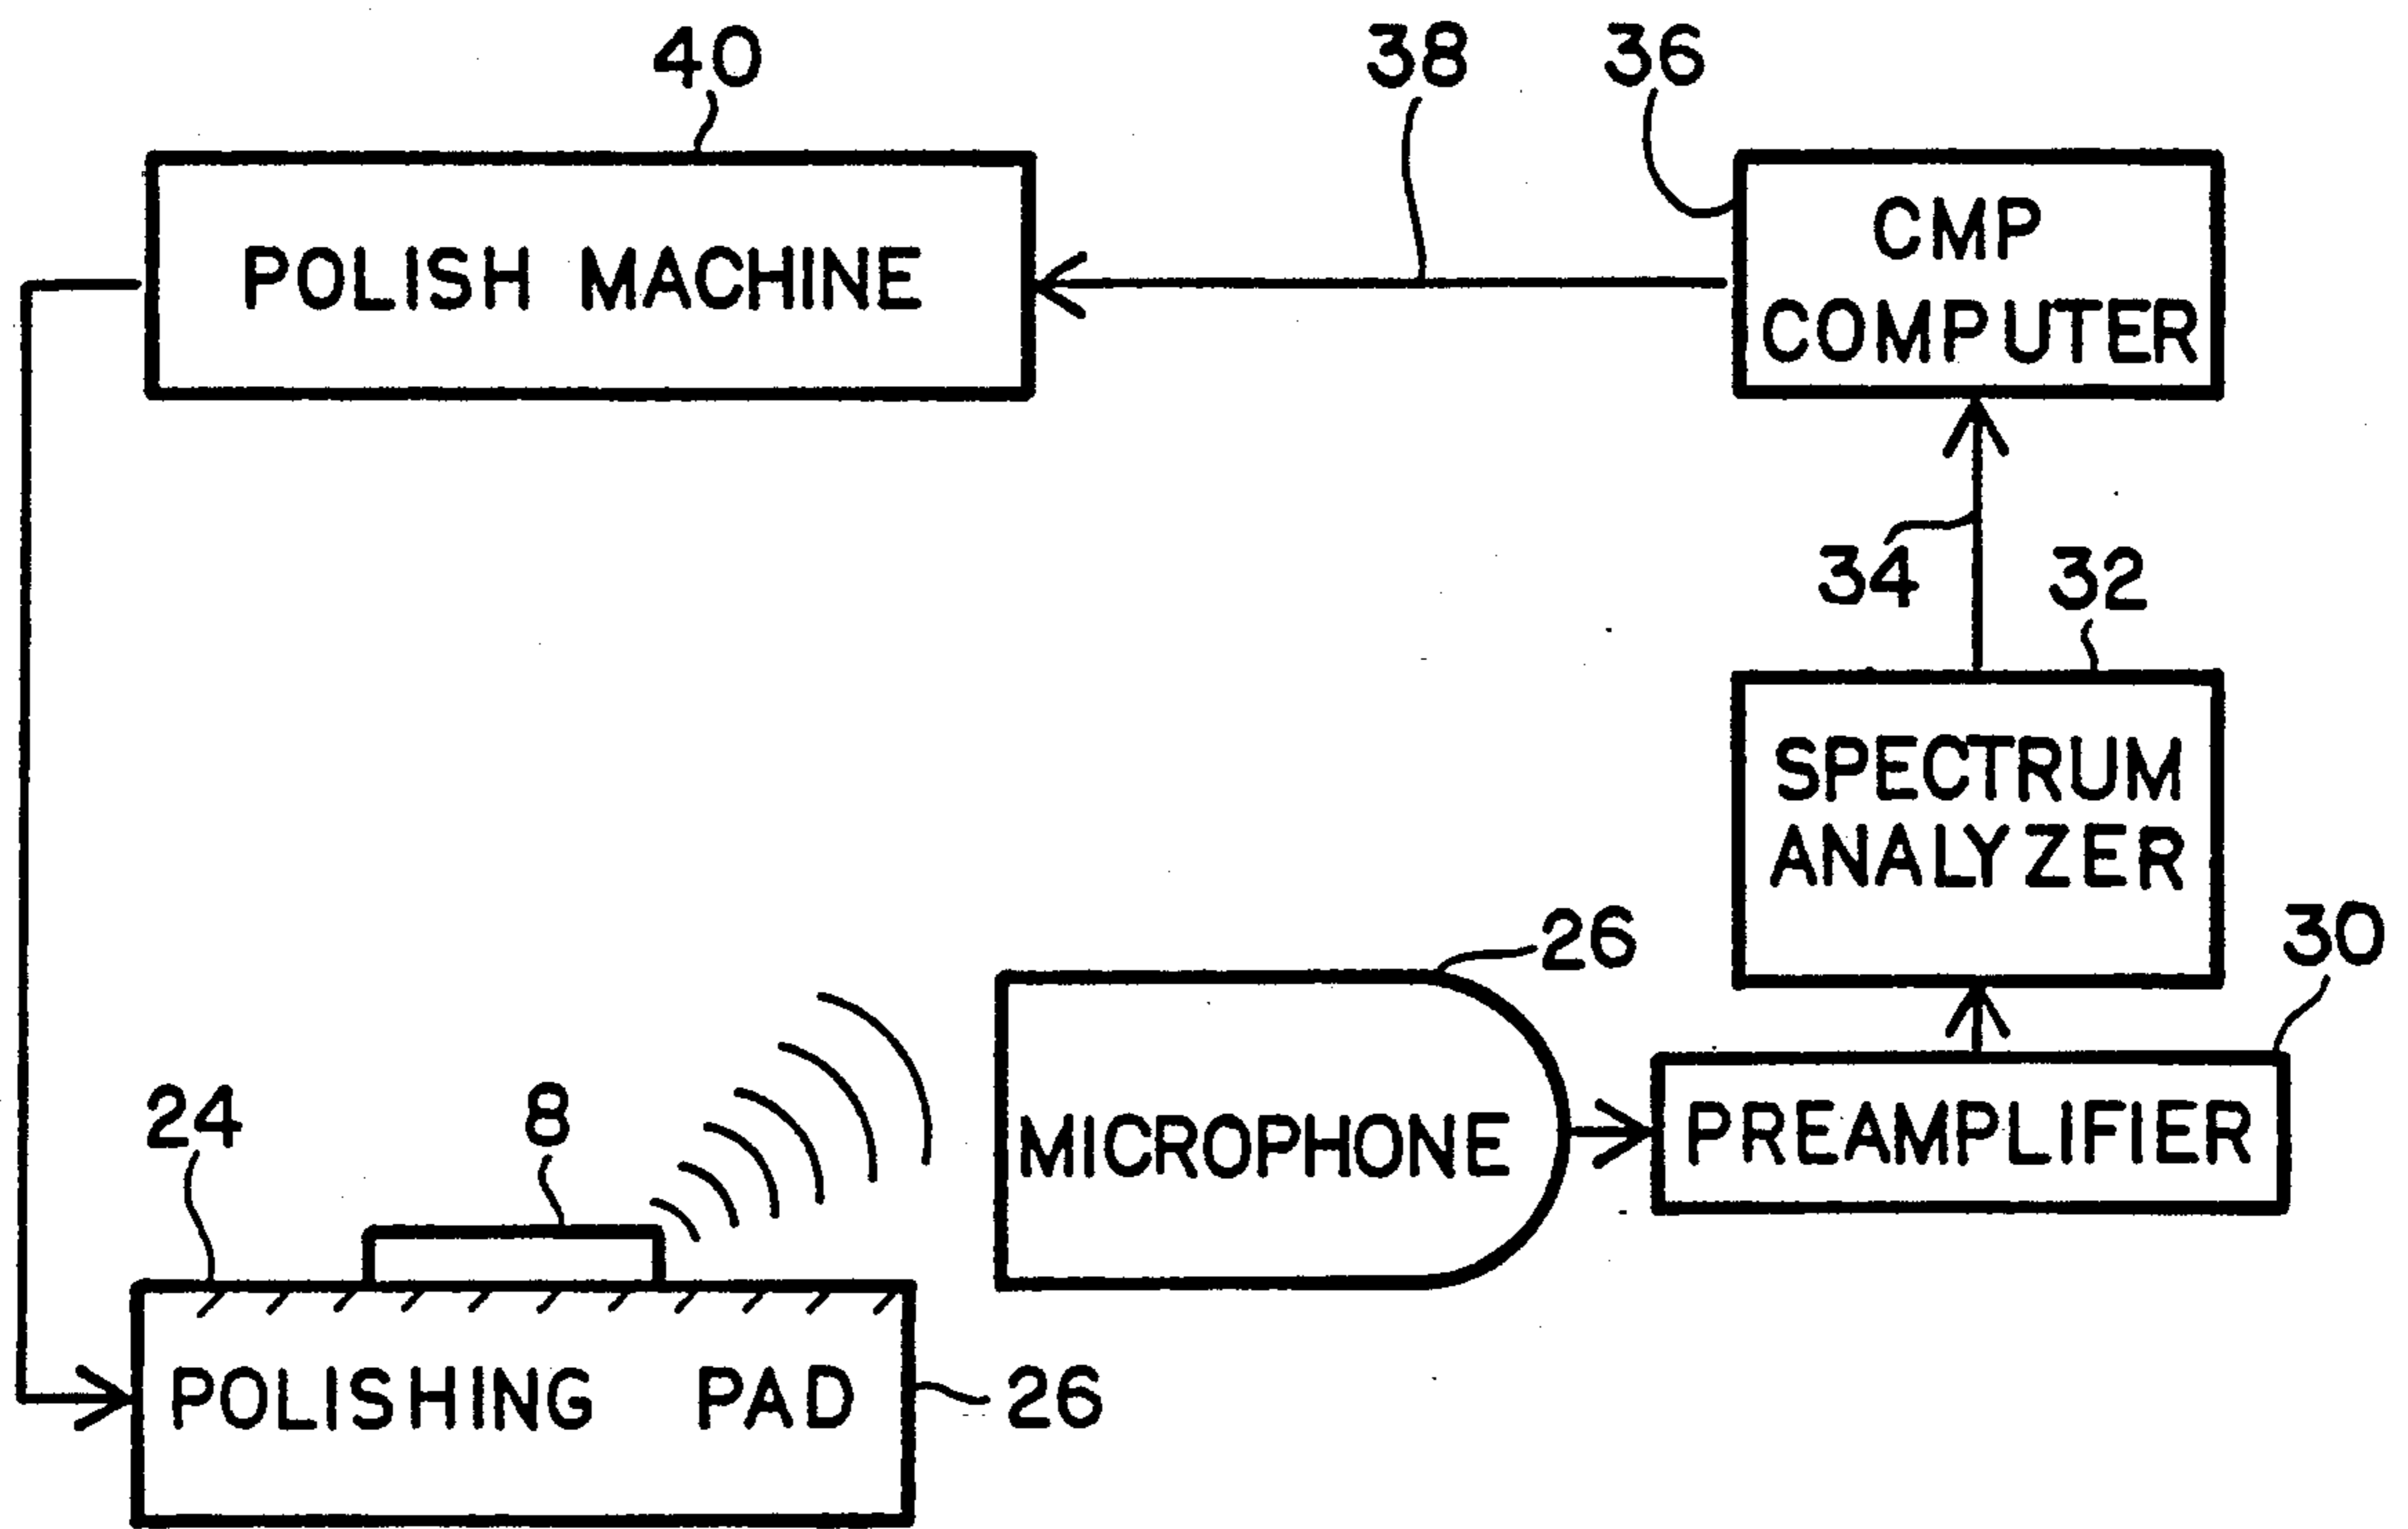 40
38
36
POLISH MACHINE
CMP
COMPUTER
34
32
SPECTRUM
ANALYZER
26
30
24
8
MICROPHONE
PREAMPLIFIER
POLISHING PAD
26